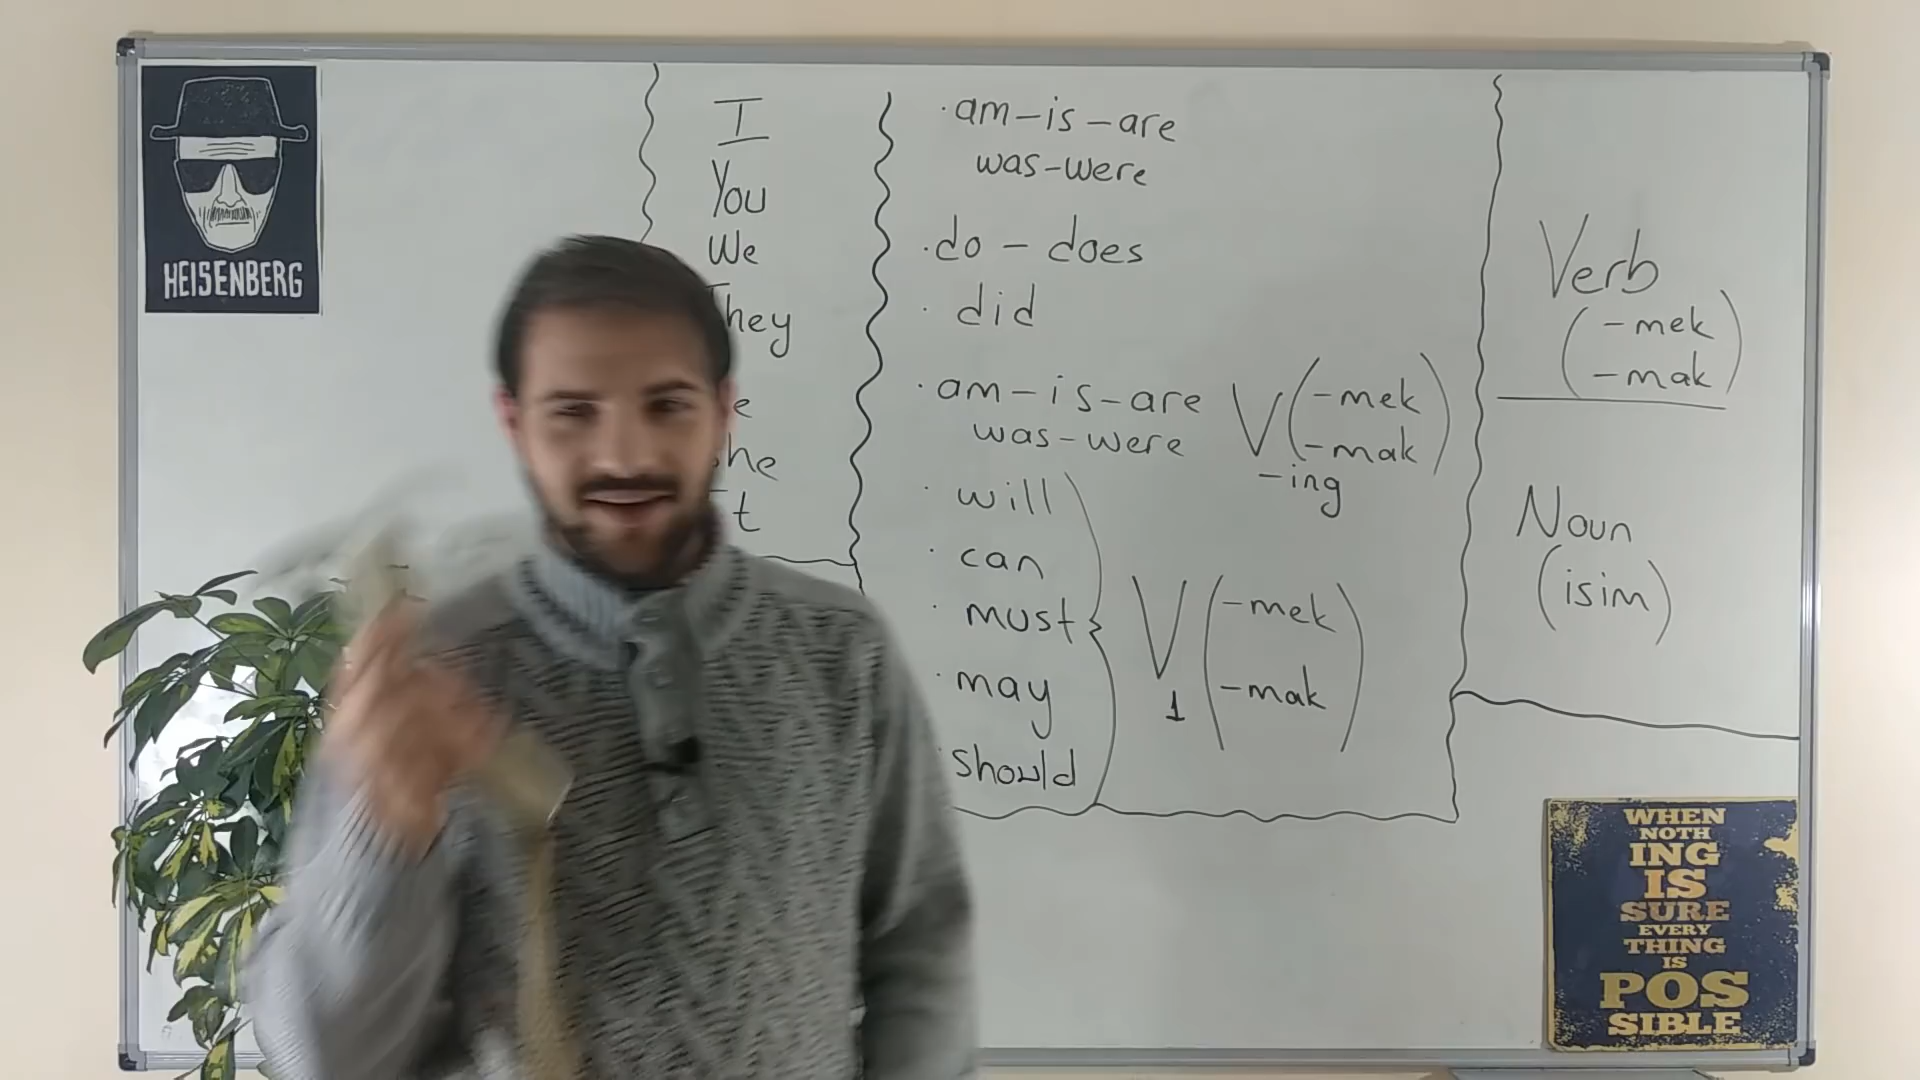 HEISENBERG
I
You
We
They
he
t
· am-is-are
was-were
· do - does
· did
· am-is-are
was-were
V (-mek
-mak)
-ing
· will
· can
· must
· may
· should
V1 (-mek
-mak)
Verb
(-mek
-mak)
Noun
(isim)
WHEN
NOTH
ING
IS
SURE
EVERY
THING
IS
POS
SIBLE